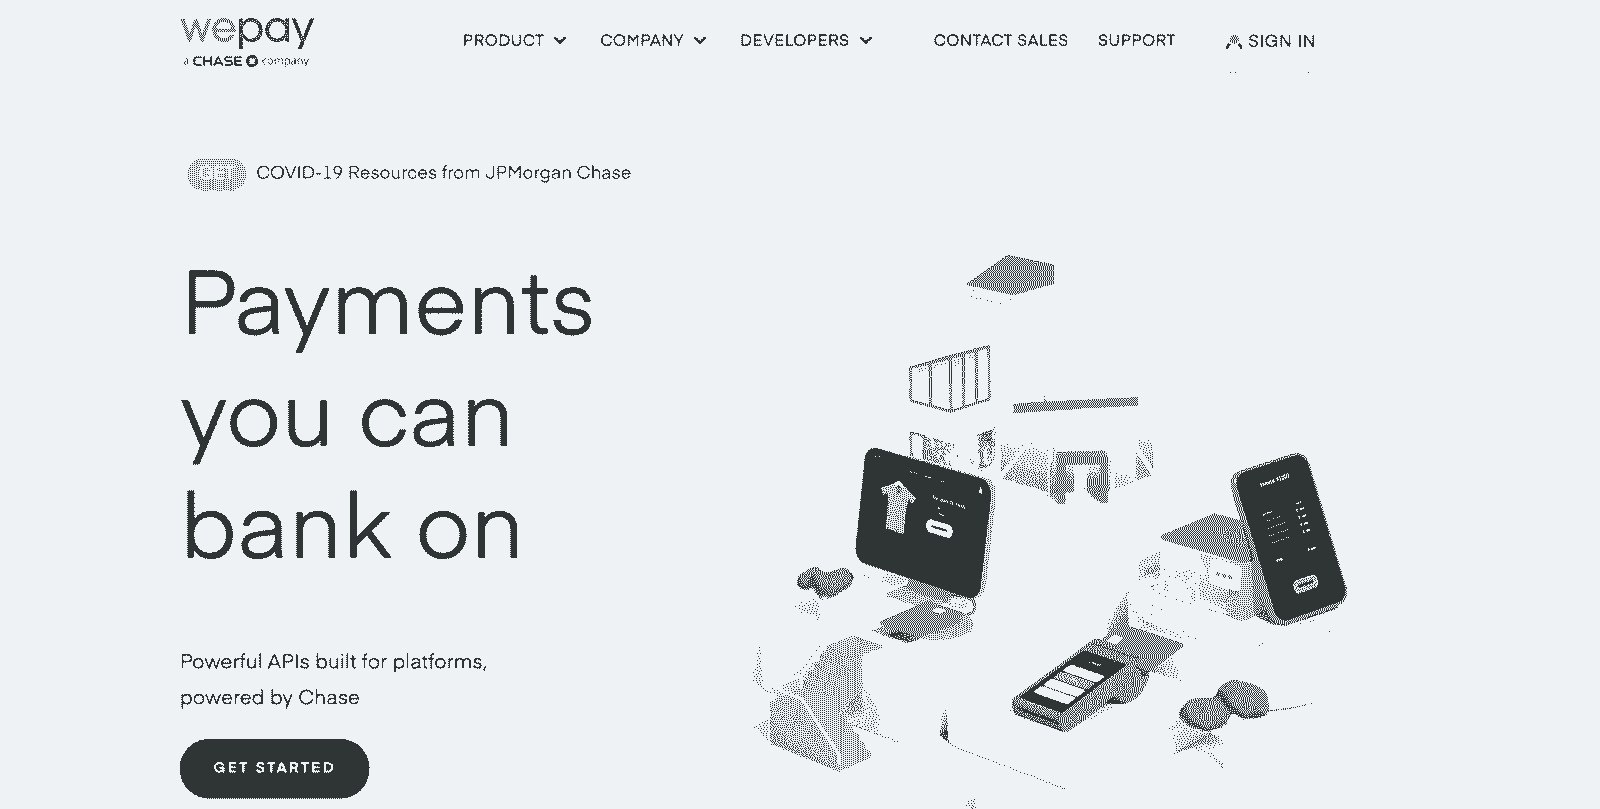 wepay
a CHASE company
PRODUCT
COMPANY
DEVELOPERS
CONTACT SALES
SUPPORT
SIGN IN
COVID-19 Resources from JPMorgan Chase
Payments
you can
bank on
Powerful APIs built for platforms,
powered by Chase
GET STARTED